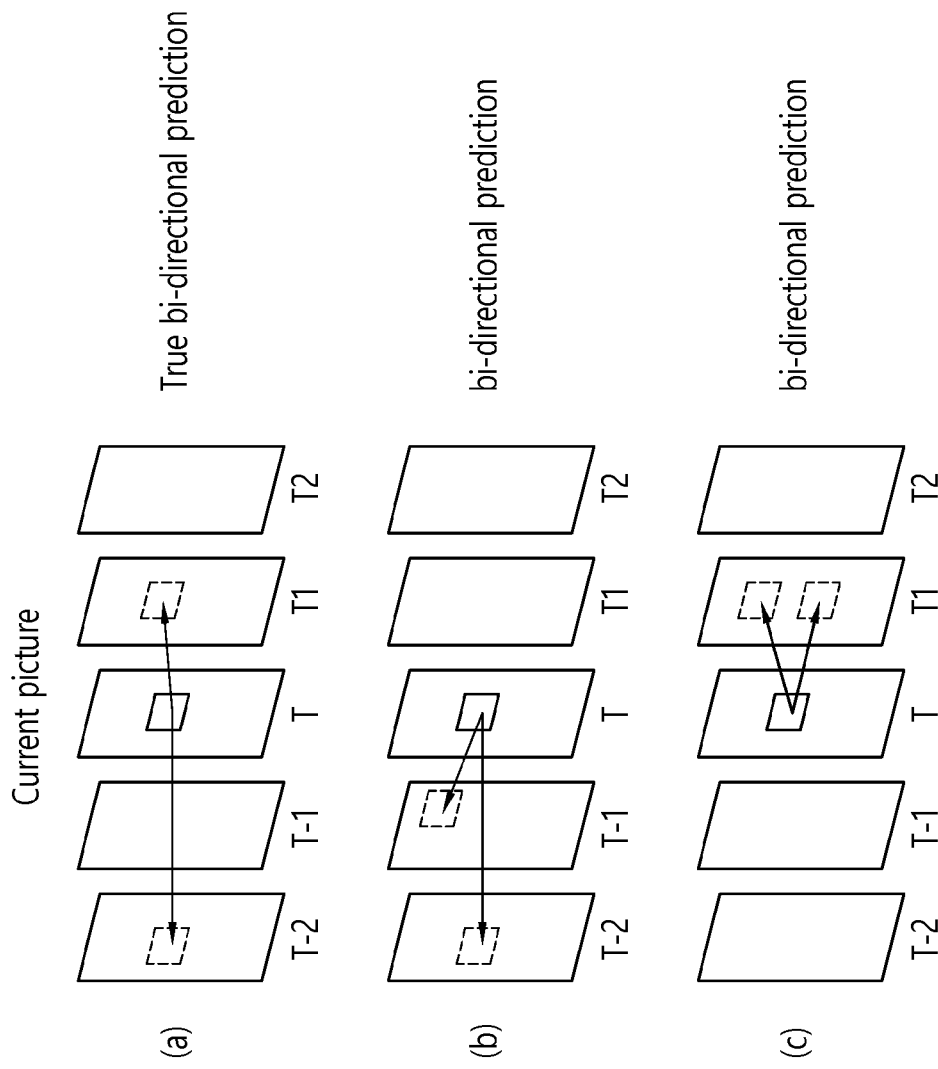 Current picture
(a) True bi-directional prediction
T-2 T-1 T T1 T2
(b) bi-directional prediction
T-2 T-1 T T1 T2
(c) bi-directional prediction
T-2 T-1 T T1 T2